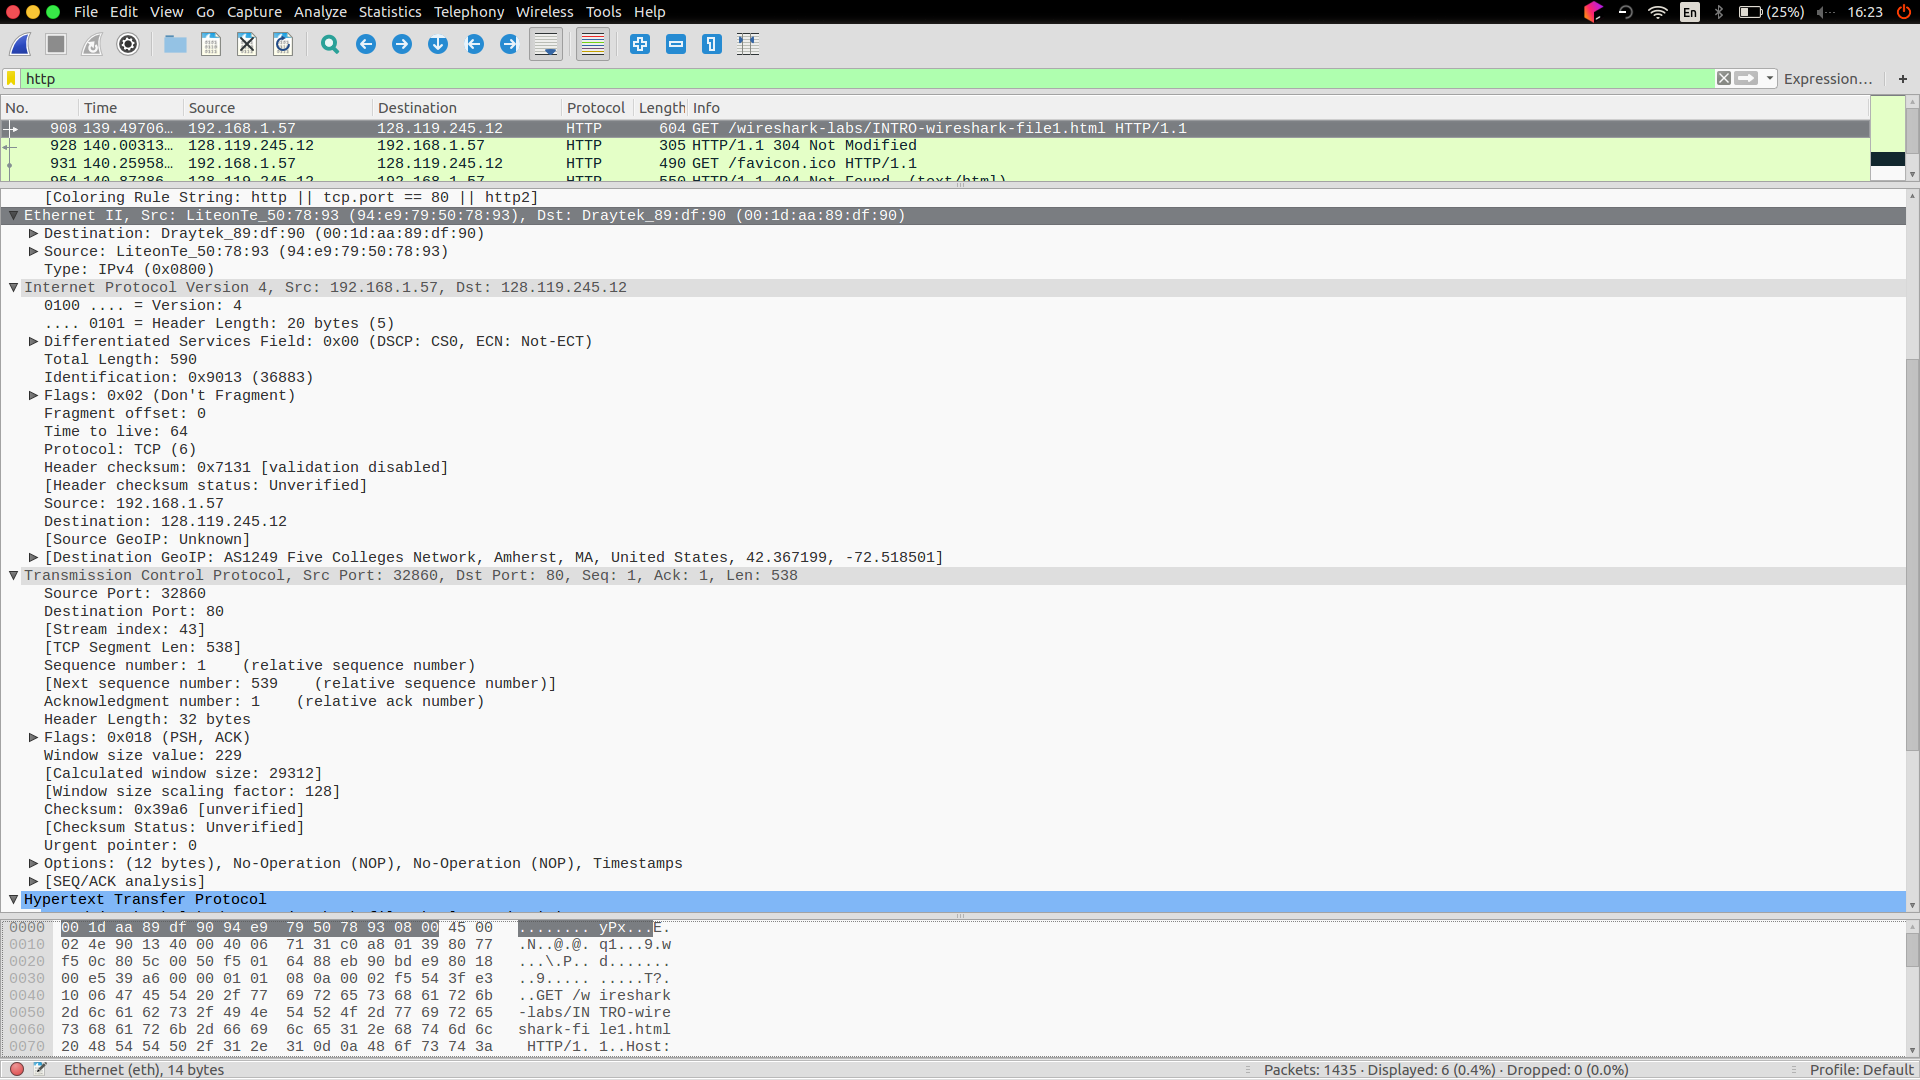 File Edit View Go Capture Analyze Statistics Telephony Wireless Tools Help En (25%) 16:23
http Expression… +
No. Time Source Destination Protocol Length Info
908 139.49706… 192.168.1.57 128.119.245.12 HTTP 604 GET /wireshark-labs/INTRO-wireshark-file1.html HTTP/1.1
928 140.00313… 128.119.245.12 192.168.1.57 HTTP 305 HTTP/1.1 304 Not Modified
931 140.25958… 192.168.1.57 128.119.245.12 HTTP 490 GET /favicon.ico HTTP/1.1
954 140.87286… 128.119.245.12 192.168.1.57 HTTP 550 HTTP/1.1 404 Not Found (text/html)
[Coloring Rule String: http || tcp.port == 80 || http2]
Ethernet II, Src: LiteonTe_50:78:93 (94:e9:79:50:78:93), Dst: Draytek_89:df:90 (00:1d:aa:89:df:90)
Destination: Draytek_89:df:90 (00:1d:aa:89:df:90)
Source: LiteonTe_50:78:93 (94:e9:79:50:78:93)
Type: IPv4 (0x0800)
Internet Protocol Version 4, Src: 192.168.1.57, Dst: 128.119.245.12
0100 .... = Version: 4
.... 0101 = Header Length: 20 bytes (5)
Differentiated Services Field: 0x00 (DSCP: CS0, ECN: Not-ECT)
Total Length: 590
Identification: 0x9013 (36883)
Flags: 0x02 (Don't Fragment)
Fragment offset: 0
Time to live: 64
Protocol: TCP (6)
Header checksum: 0x7131 [validation disabled]
[Header checksum status: Unverified]
Source: 192.168.1.57
Destination: 128.119.245.12
[Source GeoIP: Unknown]
[Destination GeoIP: AS1249 Five Colleges Network, Amherst, MA, United States, 42.367199, -72.518501]
Transmission Control Protocol, Src Port: 32860, Dst Port: 80, Seq: 1, Ack: 1, Len: 538
Source Port: 32860
Destination Port: 80
[Stream index: 43]
[TCP Segment Len: 538]
Sequence number: 1 (relative sequence number)
[Next sequence number: 539 (relative sequence number)]
Acknowledgment number: 1 (relative ack number)
Header Length: 32 bytes
Flags: 0x018 (PSH, ACK)
Window size value: 229
[Calculated window size: 29312]
[Window size scaling factor: 128]
Checksum: 0x39a6 [unverified]
[Checksum Status: Unverified]
Urgent pointer: 0
Options: (12 bytes), No-Operation (NOP), No-Operation (NOP), Timestamps
[SEQ/ACK analysis]
Hypertext Transfer Protocol
0000 00 1d aa 89 df 90 94 e9 79 50 78 93 08 00 45 00 ........ yPx...E.
0010 02 4e 90 13 40 00 40 06 71 31 c0 a8 01 39 80 77 .N..@.@. q1...9.w
0020 f5 0c 80 5c 00 50 f5 01 64 88 eb 90 bd e9 80 18 ...\.P.. d.......
0030 00 e5 39 a6 00 00 01 01 08 0a 00 02 f5 54 3f e3 ..9..... .....T?.
0040 10 06 47 45 54 20 2f 77 69 72 65 73 68 61 72 6b ..GET /w ireshark
0050 2d 6c 61 62 73 2f 49 4e 54 52 4f 2d 77 69 72 65 -labs/IN TRO-wire
0060 73 68 61 72 6b 2d 66 69 6c 65 31 2e 68 74 6d 6c shark-fi le1.html
0070 20 48 54 54 50 2f 31 2e 31 0d 0a 48 6f 73 74 3a HTTP/1. 1..Host:
Ethernet (eth), 14 bytes Packets: 1435 · Displayed: 6 (0.4%) · Dropped: 0 (0.0%) Profile: Default